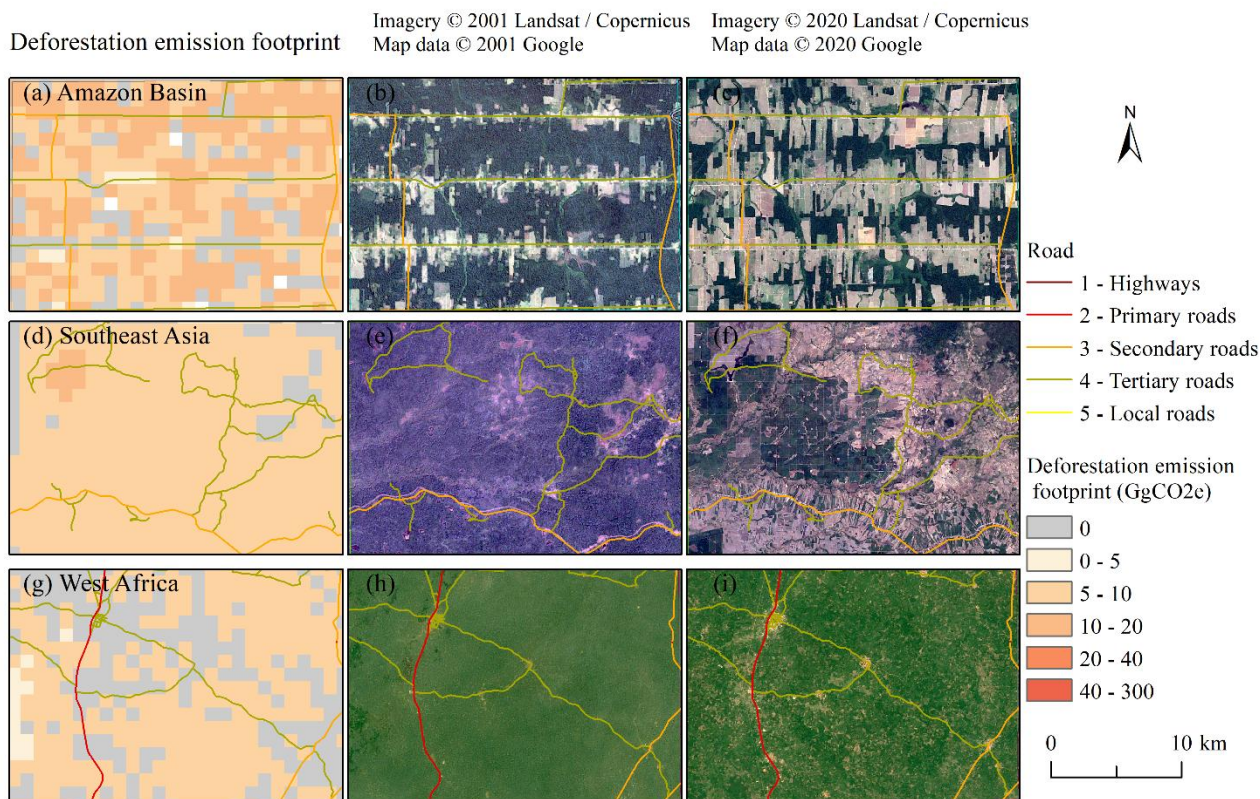 Deforestation emission footprint
Imagery © 2001 Landsat / Copernicus
Map data © 2001 Google
Imagery © 2020 Landsat / Copernicus
Map data © 2020 Google
(a) Amazon Basin
(b)
(c)
(d) Southeast Asia
(e)
(f)
(g) West Africa
(h)
(i)
N
Road
1 - Highways
2 - Primary roads
3 - Secondary roads
4 - Tertiary roads
5 - Local roads
Deforestation emission
footprint (GgCO2e)
0
0 - 5
5 - 10
10 - 20
20 - 40
40 - 300
0 10 km